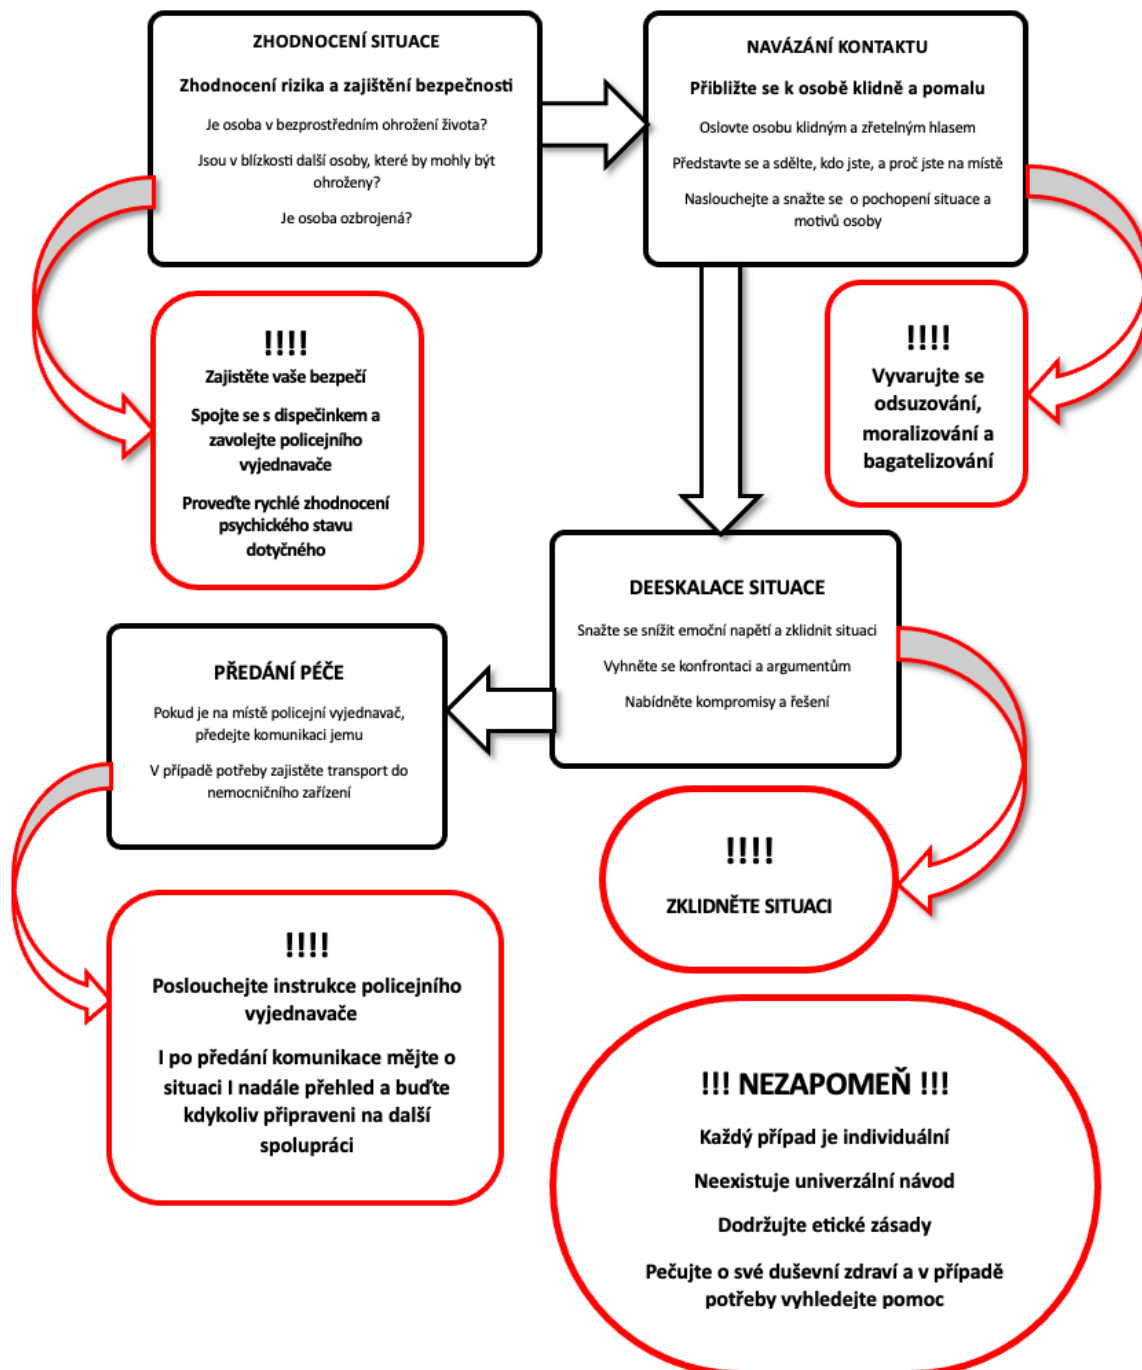 ZHODNOCENÍ SITUACE
Zhodnocení rizika a zajištění bezpečnosti
Je osoba v bezprostředním ohrožení života?
Jsou v blízkosti další osoby, které by mohly být
ohroženy?
Je osoba ozbrojená?
NAVÁZÁNÍ KONTAKTU
Přibližte se k osobě klidně a pomalu
Oslovte osobu klidným a zřetelným hlasem
Představte se a sdělte, kdo jste, a proč jste na místě
Naslouchejte a snažte se o pochopení situace a
motivů osoby
!!!!
Zajistěte vaše bezpečí
Spojte se s dispečinkem a
zavolejte policejního
vyjednavače
Proveďte rychlé zhodnocení
psychického stavu
dotyčného
!!!!
Vyvarujte se
odsuzování,
moralizování a
bagatelizování
DEESKALACE SITUACE
Snažte se snížit emoční napětí a zklidnit situaci
Vyhněte se konfrontaci a argumentům
Nabídněte kompromisy a řešení
PŘEDÁNÍ PÉČE
Pokud je na místě policejní vyjednavač,
předejte komunikaci jemu
V případě potřeby zajistěte transport do
nemocničního zařízení
!!!!
ZKLIDNĚTE SITUACI
!!!!
Poslouchejte instrukce policejního
vyjednavače
I po předání komunikace mějte o
situaci I nadále přehled a buďte
kdykoliv připraveni na další
spolupráci
!!! NEZAPOMEŇ !!!
Každý případ je individuální
Neexistuje univerzální návod
Dodržujte etické zásady
Pečujte o své duševní zdraví a v případě
potřeby vyhledejte pomoc